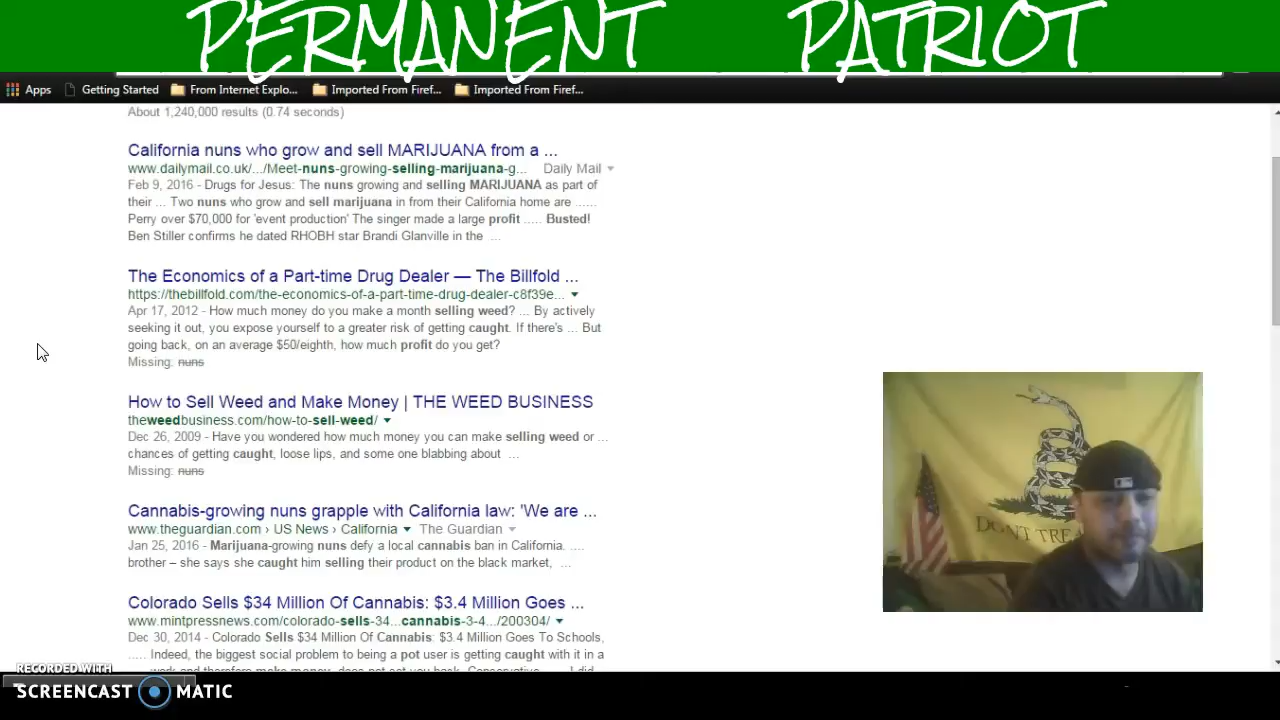 PERMANENT PATRIOT
Apps Getting Started From Internet Explo... Imported From Firef... Imported From Firef...
About 1,240,000 results (0.74 seconds)
California nuns who grow and sell MARIJUANA from a ...
www.dailymail.co.uk/.../Meet-nuns-growing-selling-marijuana-g... Daily Mail
Feb 9, 2016 - Drugs for Jesus: The nuns growing and selling MARIJUANA as part of
their ... Two nuns who grow and sell marijuana in from their California home are ......
Perry over $70,000 for 'event production' The singer made a large profit ..... Busted!
Ben Stiller confirms he dated RHOBH star Brandi Glanville in the ...
The Economics of a Part-time Drug Dealer — The Billfold ...
https://thebillfold.com/the-economics-of-a-part-time-drug-dealer-c8f39e...
Apr 17, 2012 - How much money do you make a month selling weed? ... By actively
seeking it out, you expose yourself to a greater risk of getting caught. If there's ... But
going back, on an average $50/eighth, how much profit do you get?
Missing: nuns
How to Sell Weed and Make Money | THE WEED BUSINESS
theweedbusiness.com/how-to-sell-weed/
Dec 26, 2009 - Have you wondered how much money you can make selling weed or ...
chances of getting caught, loose lips, and some one blabbing about ...
Missing: nuns
Cannabis-growing nuns grapple with California law: 'We are ...
www.theguardian.com › US News › California The Guardian
Jan 25, 2016 - Marijuana-growing nuns defy a local cannabis ban in California. ....
brother – she says she caught him selling their product on the black market, ...
Colorado Sells $34 Million Of Cannabis: $3.4 Million Goes ...
www.mintpressnews.com/colorado-sells-34...cannabis-3-4.../200304/
Dec 30, 2014 - Colorado Sells $34 Million Of Cannabis: $3.4 Million Goes To Schools,
..... Indeed, the biggest social problem to being a pot user is getting caught with it in a
DONT TREA
RECORDED WITH
SCREENCAST MATIC